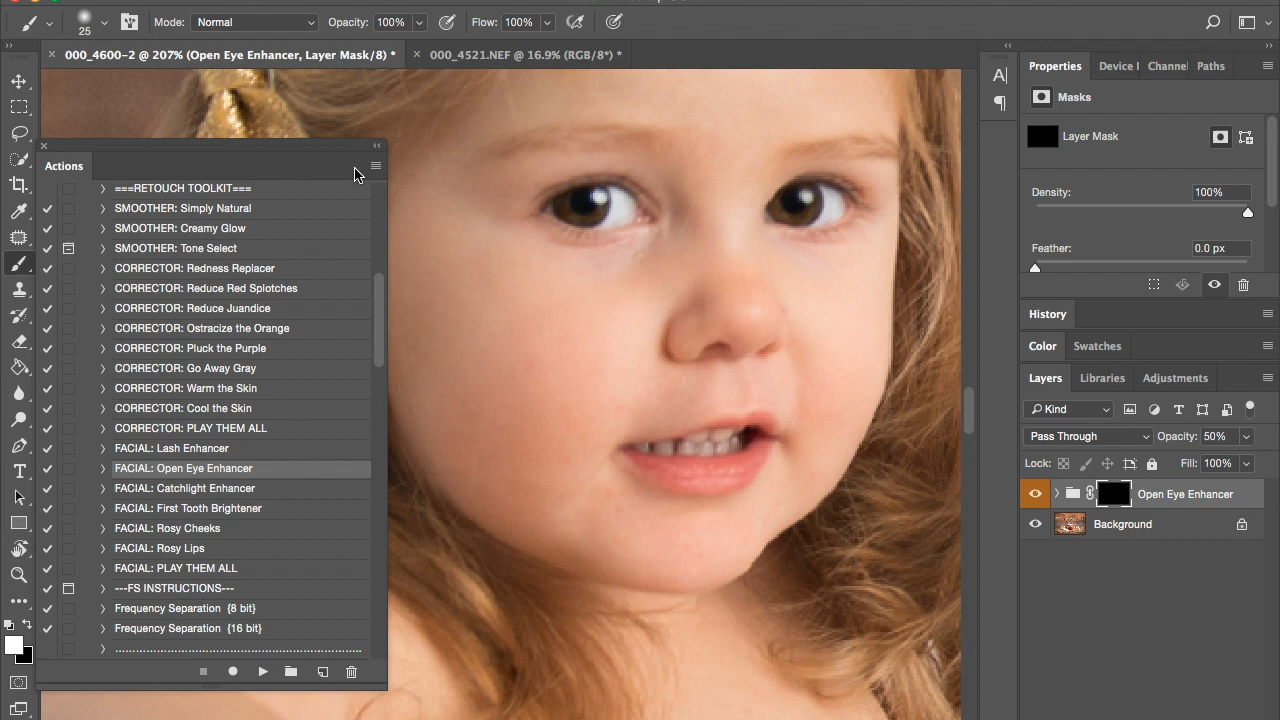 25
Mode: Normal
Opacity: 100%
Flow: 100%
000_4600-2 @ 207% (Open Eye Enhancer, Layer Mask/8) *
000_4521.NEF @ 16.9% (RGB/8*) *
Actions
===RETOUCH TOOLKIT===
SMOOTHER: Simply Natural
SMOOTHER: Creamy Glow
SMOOTHER: Tone Select
CORRECTOR: Redness Replacer
CORRECTOR: Reduce Red Splotches
CORRECTOR: Reduce Juandice
CORRECTOR: Ostracize the Orange
CORRECTOR: Pluck the Purple
CORRECTOR: Go Away Gray
CORRECTOR: Warm the Skin
CORRECTOR: Cool the Skin
CORRECTOR: PLAY THEM ALL
FACIAL: Lash Enhancer
FACIAL: Open Eye Enhancer
FACIAL: Catchlight Enhancer
FACIAL: First Tooth Brightener
FACIAL: Rosy Cheeks
FACIAL: Rosy Lips
FACIAL: PLAY THEM ALL
---FS INSTRUCTIONS---
Frequency Separation {8 bit}
Frequency Separation {16 bit}
Properties
Device
Channel
Paths
Masks
Layer Mask
Density: 100%
Feather: 0.0 px
History
Color
Swatches
Layers
Libraries
Adjustments
Kind
Pass Through
Opacity: 50%
Lock:
Fill: 100%
Open Eye Enhancer
Background